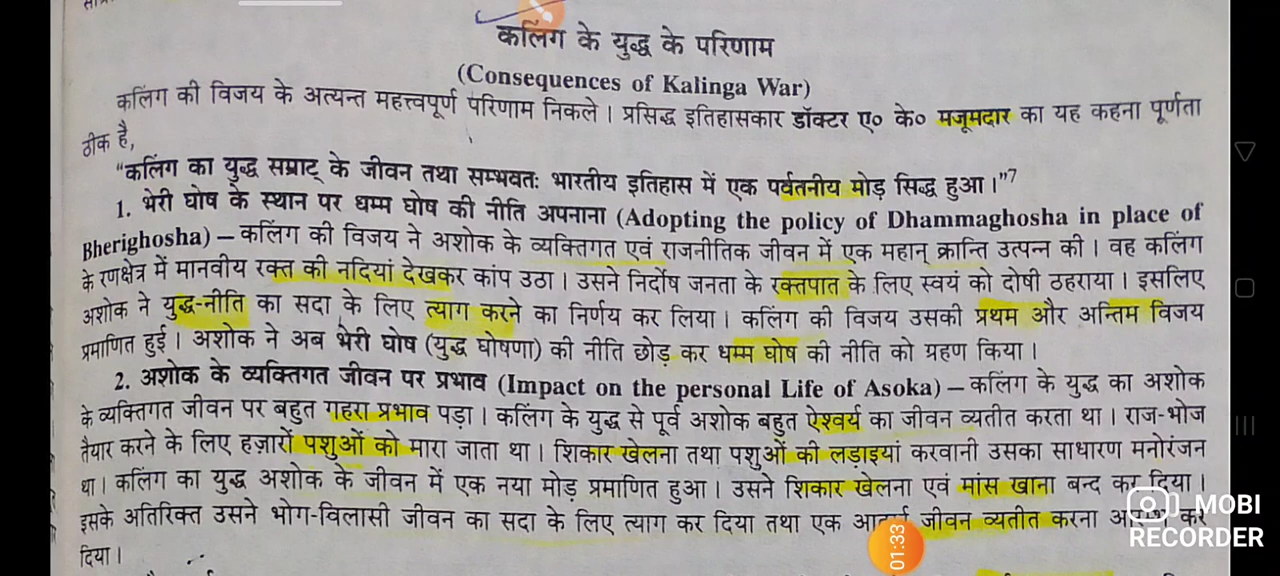 कलिंग के युद्ध के परिणाम
(Consequences of Kalinga War)
कलिंग की विजय के अत्यन्त महत्त्वपूर्ण परिणाम निकले । प्रसिद्ध इतिहासकार डॉक्टर ए० के० मजूमदार का यह कहना पूर्णता
ठीक है,
"कलिंग का युद्ध सम्राट् के जीवन तथा सम्भवतः भारतीय इतिहास में एक पर्वतनीय मोड़ सिद्ध हुआ ।"7
1. भेरी घोष के स्थान पर धम्म घोष की नीति अपनाना (Adopting the policy of Dhammaghosha in place of
Bherighosha) – कलिंग की विजय ने अशोक के व्यक्तिगत एवं राजनीतिक जीवन में एक महान् क्रान्ति उत्पन्न की । वह कलिंग
के रणक्षेत्र में मानवीय रक्त की नदियां देखकर कांप उठा । उसने निर्दोष जनता के रक्तपात के लिए स्वयं को दोषी ठहराया । इसलिए
अशोक ने युद्ध-नीति का सदा के लिए त्याग करने का निर्णय कर लिया । कलिंग की विजय उसकी प्रथम और अन्तिम विजय
प्रमाणित हुई । अशोक ने अब भेरी घोष (युद्ध घोषणा) की नीति छोड़ कर धम्म घोष की नीति को ग्रहण किया ।
2. अशोक के व्यक्तिगत जीवन पर प्रभाव (Impact on the personal Life of Asoka) – कलिंग के युद्ध का अशोक
के व्यक्तिगत जीवन पर बहुत गहरा प्रभाव पड़ा । कलिंग के युद्ध से पूर्व अशोक बहुत ऐश्वर्य का जीवन व्यतीत करता था । राज-भोज
तैयार करने के लिए हज़ारों पशुओं को मारा जाता था । शिकार खेलना तथा पशुओं की लडाइयां करवानी उसका साधारण मनोरंजन
था । कलिंग का युद्ध अशोक के जीवन में एक नया मोड़ प्रमाणित हुआ । उसने शिकार खेलना एवं मांस खाना बन्द कर दिया ।
इसके अतिरिक्त उसने भोग-विलासी जीवन का सदा के लिए त्याग कर दिया तथा एक जीवन व्यतीत करना कर
दिया ।
01:33
MOBI
RECORDER